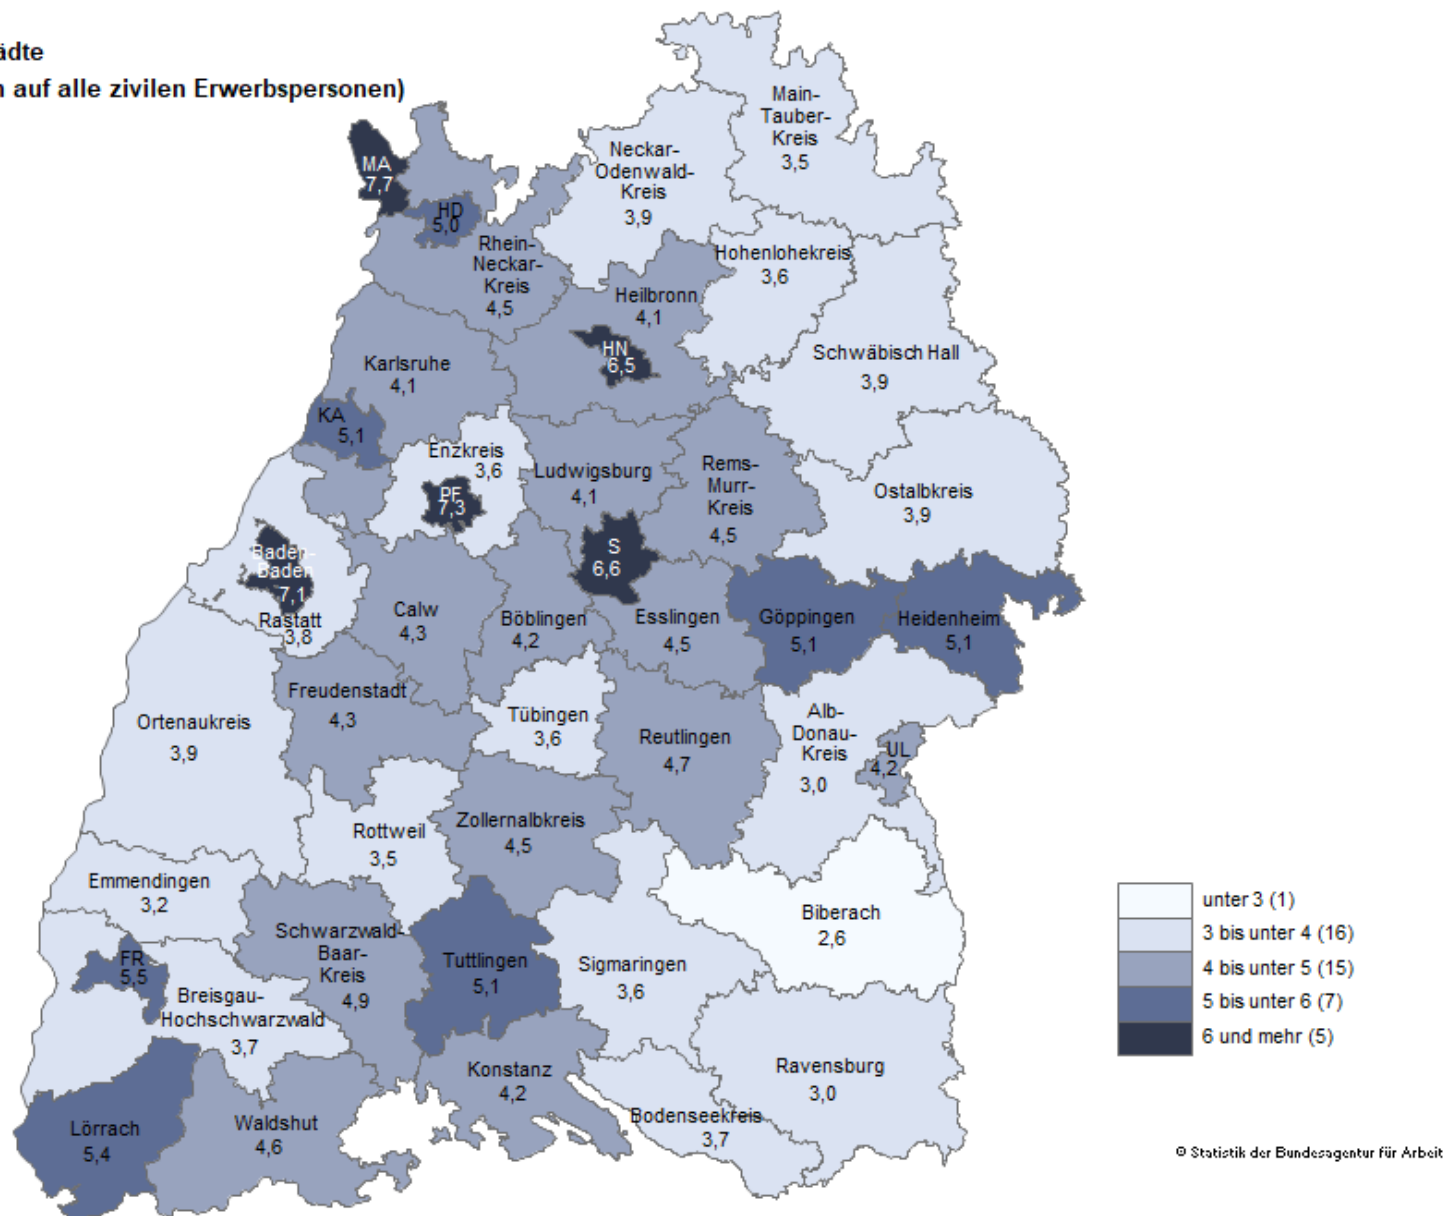 ädte
n auf alle zivilen Erwerbspersonen)
Main-
Tauber-
Kreis
3,5
MA
7,7
Neckar-
Odenwald-
Kreis
3,9
HD
5,0
Rhein-
Neckar-
Kreis
4,5
Hohenlohekreis
3,6
Heilbronn
4,1
HN
6,5
Schwäbisch Hall
3,9
Karlsruhe
4,1
KA
5,1
Enzkreis
3,6
PF
7,3
Ludwigsburg
4,1
Rems-
Murr-
Kreis
4,5
Ostalbkreis
3,9
S
6,6
Baden-
Baden
7,1
Rastatt
3,8
Calw
4,3
Böblingen
4,2
Esslingen
4,5
Göppingen
5,1
Heidenheim
5,1
Freudenstadt
4,3
Ortenaukreis
3,9
Tübingen
3,6
Reutlingen
4,7
Alb-
Donau-
Kreis
3,0
UL
4,2
Rottweil
3,5
Zollernalbkreis
4,5
Emmendingen
3,2
Biberach
2,6
Schwarzwald-
Baar-
Kreis
4,9
Tuttlingen
5,1
Sigmaringen
3,6
FR
5,5
Breisgau-
Hochschwarzwald
3,7
Konstanz
4,2
Ravensburg
3,0
Bodenseekreis
3,7
Lörrach
5,4
Waldshut
4,6
unter 3 (1)
3 bis unter 4 (16)
4 bis unter 5 (15)
5 bis unter 6 (7)
6 und mehr (5)
© Statistik der Bundesagentur für Arbeit